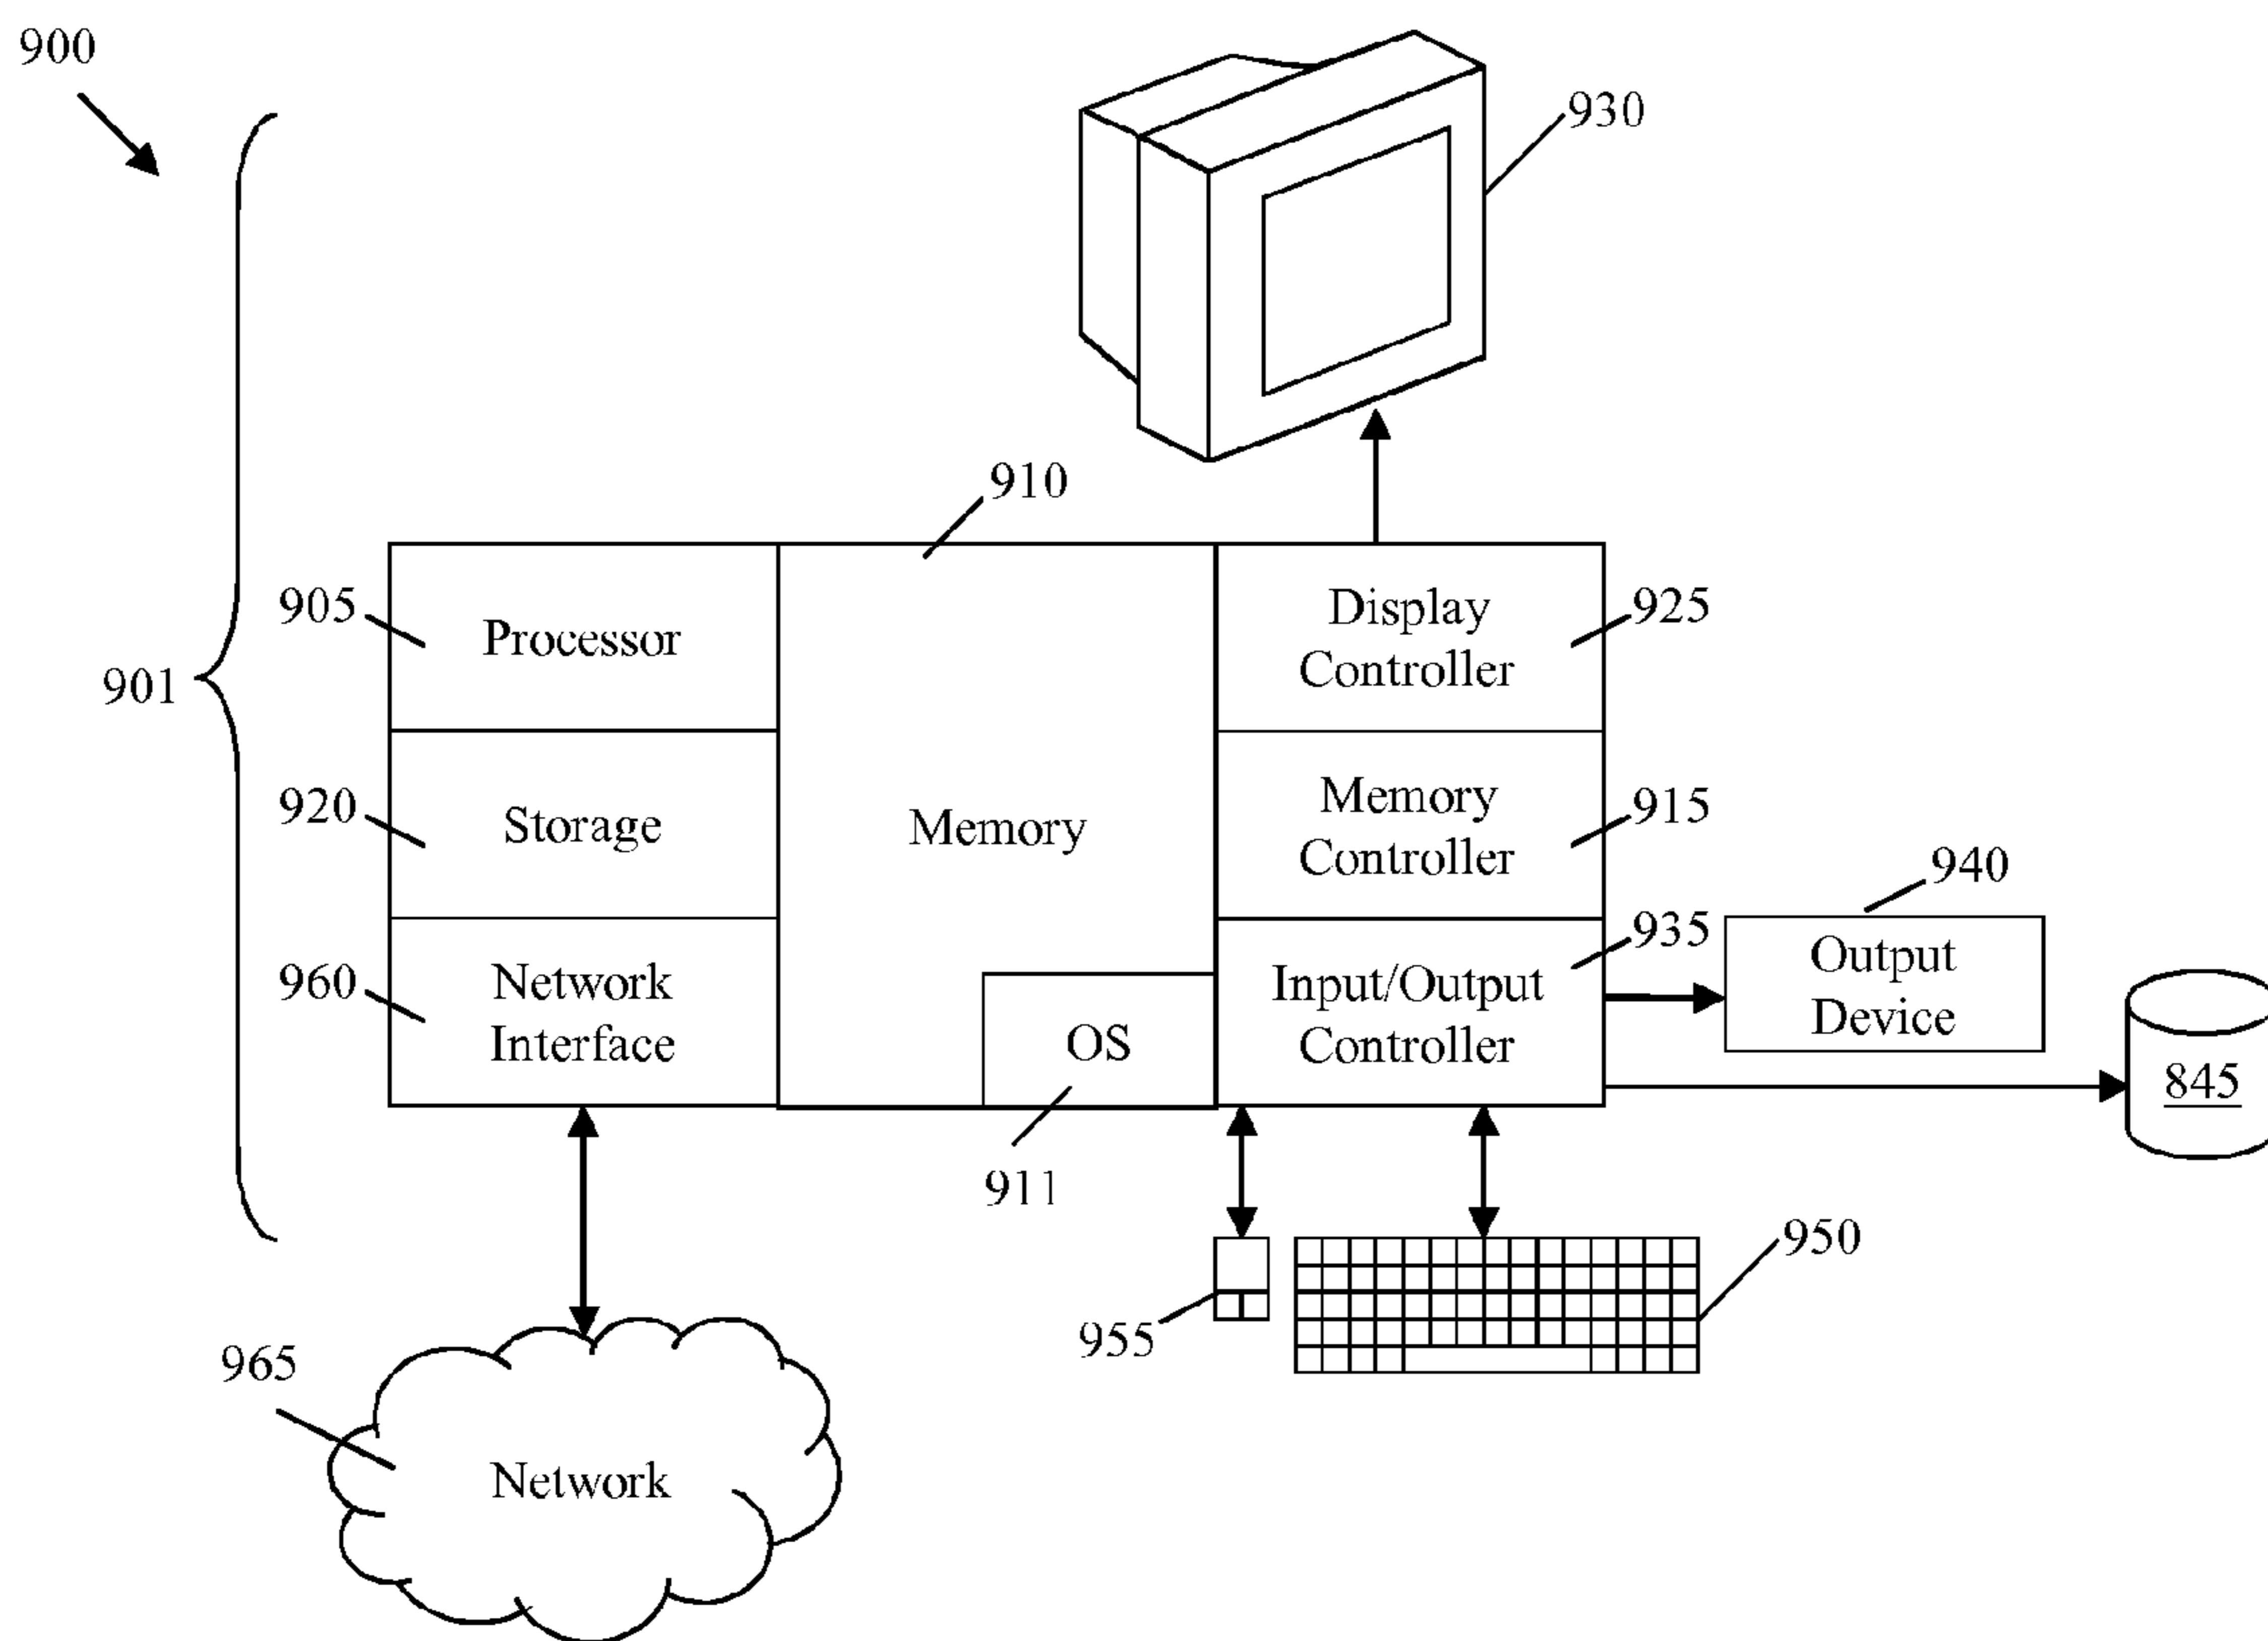 900
930
910
905
Processor
Display
Controller
925
901
920
Storage
Memory
Memory
Controller
915
940
960
Network
Interface
OS
Input/Output
Controller
935
Output
Device
845
911
955
950
965
Network